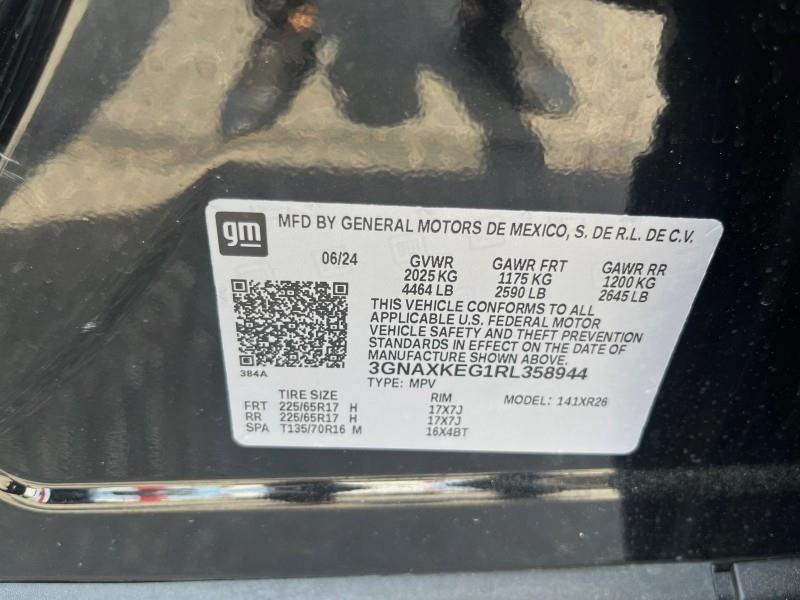 gm
MFD BY GENERAL MOTORS DE MEXICO, S. DE R.L. DE C.V.
06/24 GVWR GAWR FRT GAWR RR
2025 KG 1175 KG 1200 KG
4464 LB 2590 LB 2645 LB
THIS VEHICLE CONFORMS TO ALL
APPLICABLE U.S. FEDERAL MOTOR
VEHICLE SAFETY AND THEFT PREVENTION
STANDARDS IN EFFECT ON THE DATE OF
MANUFACTURE SHOWN ABOVE.
384A
3GNAXKEG1RL358944
TYPE: MPV
TIRE SIZE RIM MODEL: 141XR26
FRT 225/65R17 H 17X7J
RR 225/65R17 H 17X7J
SPA T135/70R16 M 16X4BT